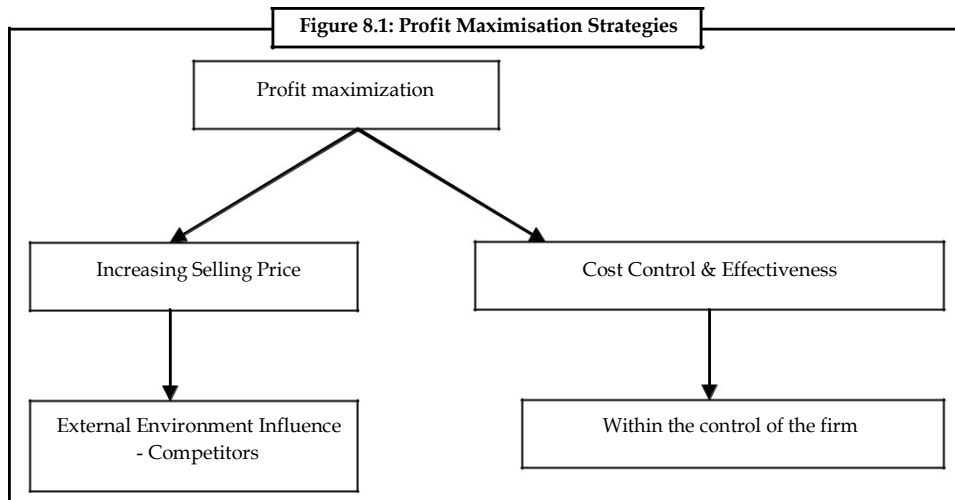 Figure 8.1: Profit Maximisation Strategies
Profit maximization
Increasing Selling Price
Cost Control & Effectiveness
External Environment Influence
- Competitors
Within the control of the firm